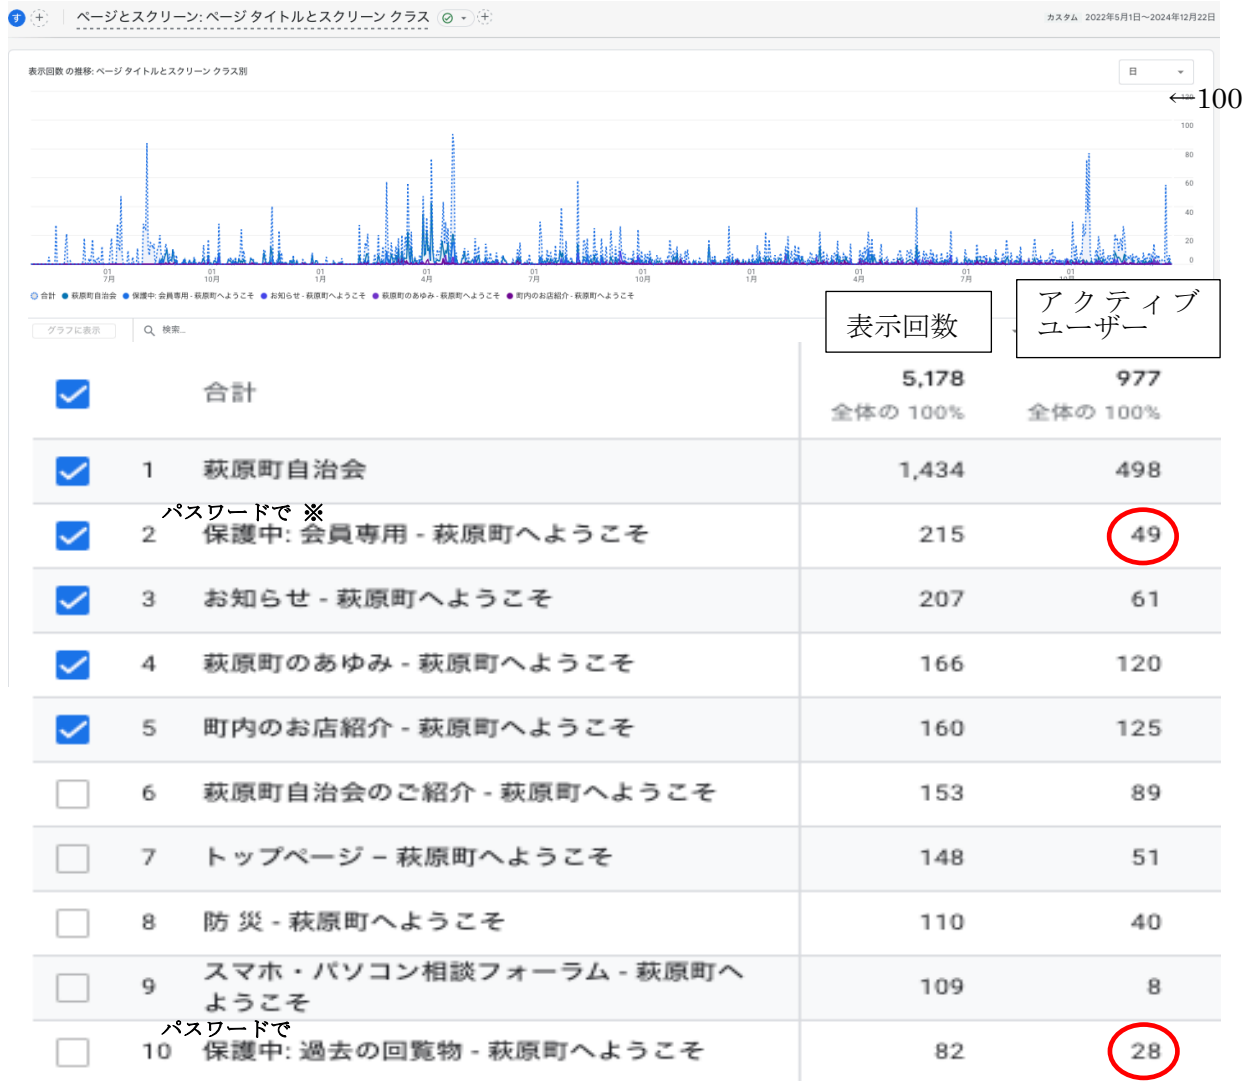 す ページとスクリーン: ページ タイトルとスクリーン クラス カスタム 2022年5月1日～2024年12月22日
表示回数 の推移: ページ タイトルとスクリーン クラス別 日
←100
120
100
80
60
40
20
0
01 01 01 01 01 01 01 01 01 01
7月 10月 1月 4月 7月 10月 1月 4月 7月 10月
合計 萩原町自治会 保護中: 会員専用 - 萩原町へようこそ お知らせ - 萩原町へようこそ 萩原町のあゆみ - 萩原町へようこそ 町内のお店紹介 - 萩原町へようこそ
グラフに表示 検索...
表示回数
アクティブ
ユーザー
合計 5,178 977
全体の 100% 全体の 100%
1 萩原町自治会 1,434 498
パスワードで ※
2 保護中: 会員専用 - 萩原町へようこそ 215 49
3 お知らせ - 萩原町へようこそ 207 61
4 萩原町のあゆみ - 萩原町へようこそ 166 120
5 町内のお店紹介 - 萩原町へようこそ 160 125
6 萩原町自治会のご紹介 - 萩原町へようこそ 153 89
7 トップページ – 萩原町へようこそ 148 51
8 防 災 - 萩原町へようこそ 110 40
9 スマホ・パソコン相談フォーラム - 萩原町へ
ようこそ 109 8
パスワードで
10 保護中: 過去の回覧物 - 萩原町へようこそ 82 28